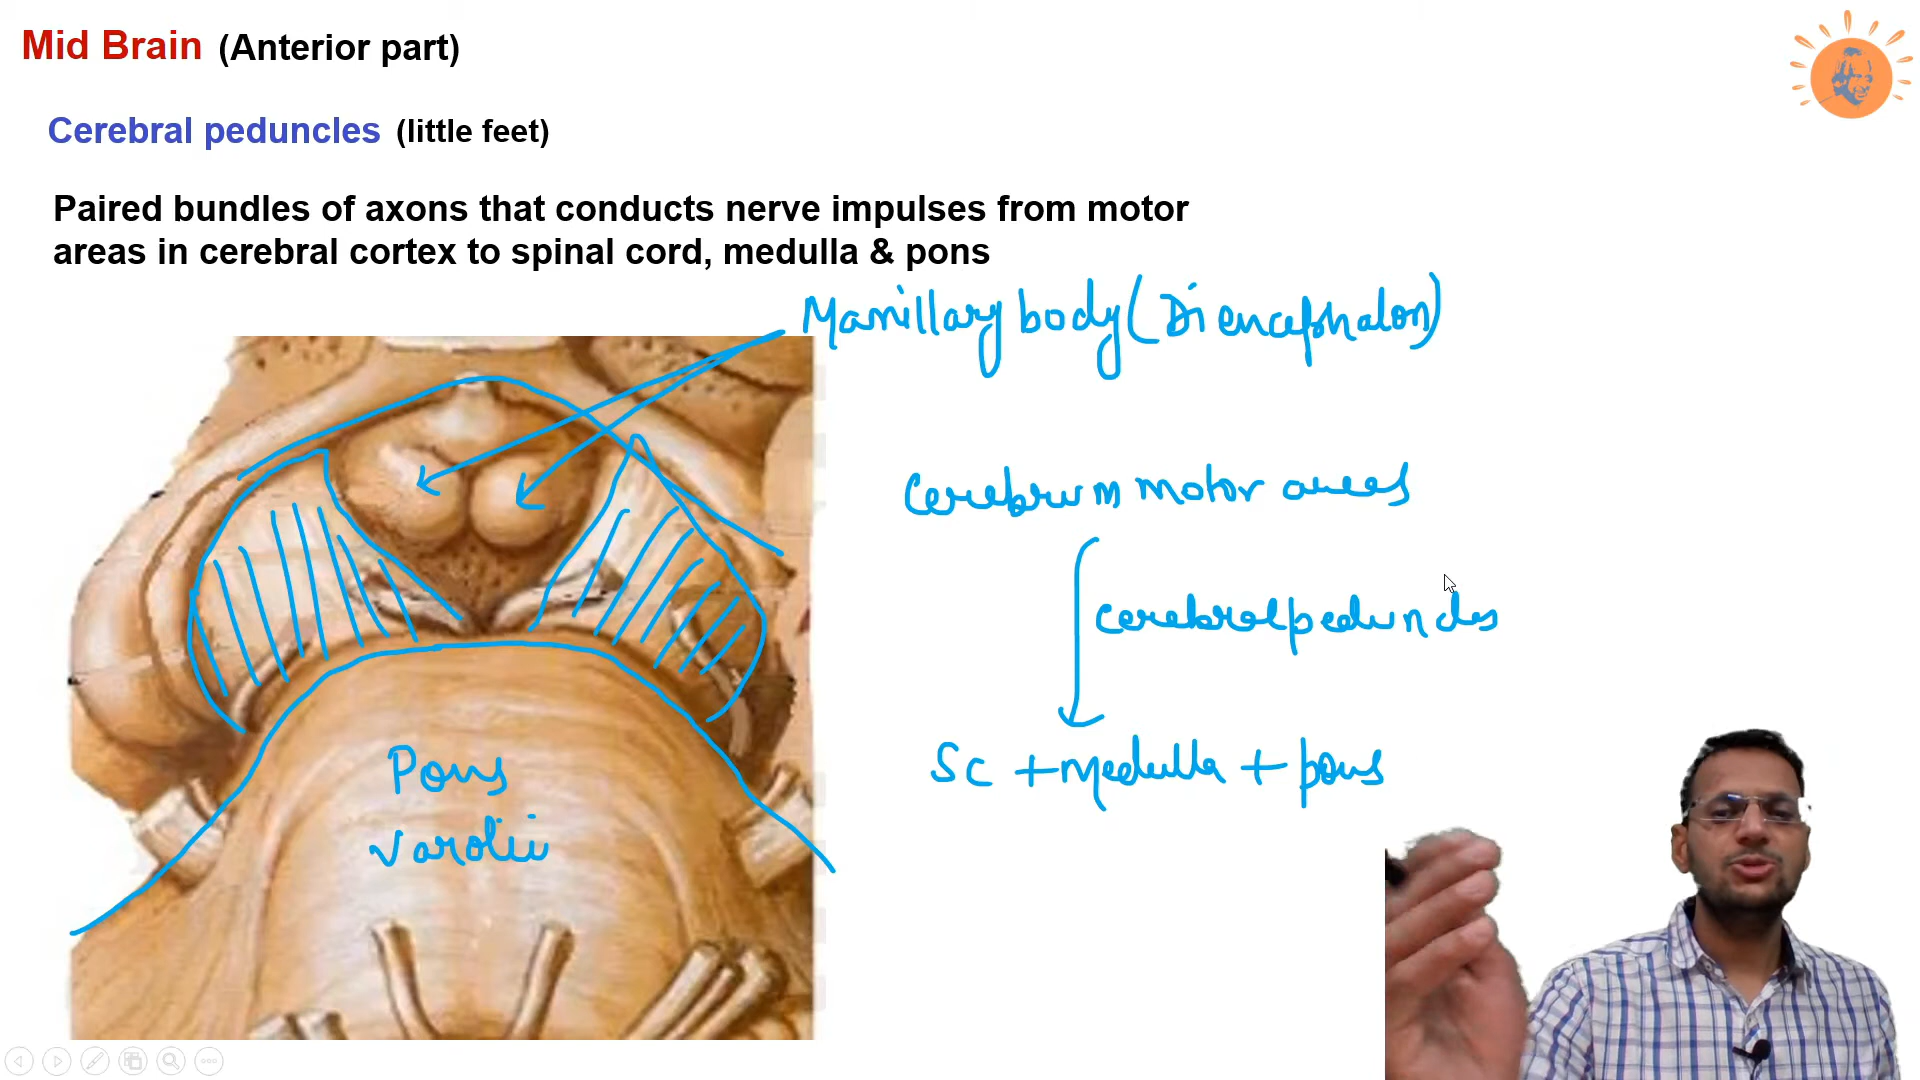 Mid Brain (Anterior part)
Cerebral peduncles (little feet)
Paired bundles of axons that conducts nerve impulses from motor
areas in cerebral cortex to spinal cord, medulla & pons
Mamillary body (Diencephalon)
Cerebrum motor areas
cerebral peduncles
Sc + medulla + pons
Pons
varolii